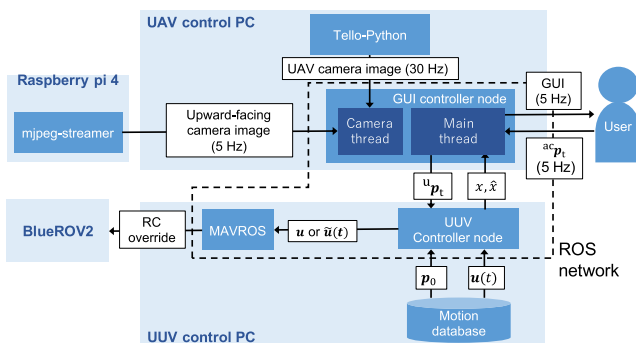 UAV control PC
Tello-Python
UAV camera image (30 Hz)
Raspberry pi 4
mjpeg-streamer
Upward-facing
camera image
(5 Hz)
GUI controller node
Camera
thread
Main
thread
GUI
(5 Hz)
User
ᵃᶜ𝒑ₜ
(5 Hz)
ᵘ𝒑ₜ
x, x̂
BlueROV2
RC
override
MAVROS
𝒖 or 𝒖̃(𝒕)
UUV
Controller node
ROS
network
𝒑₀
𝒖(t)
Motion
database
UUV control PC